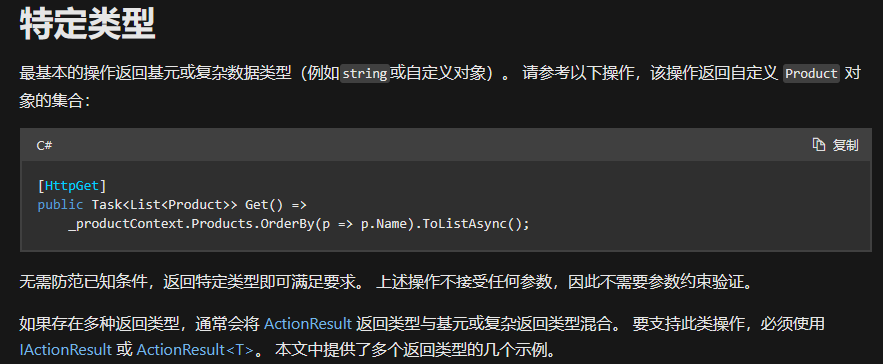 特定类型
最基本的操作返回基元或复杂数据类型（例如string或自定义对象）。 请参考以下操作，该操作返回自定义 Product 对
象的集合：
C# 复制
[HttpGet]
public Task<List<Product>> Get() =>
    _productContext.Products.OrderBy(p => p.Name).ToListAsync();
无需防范已知条件，返回特定类型即可满足要求。 上述操作不接受任何参数，因此不需要参数约束验证。
如果存在多种返回类型，通常会将 ActionResult 返回类型与基元或复杂返回类型混合。 要支持此类操作，必须使用
IActionResult 或 ActionResult<T>。 本文中提供了多个返回类型的几个示例。